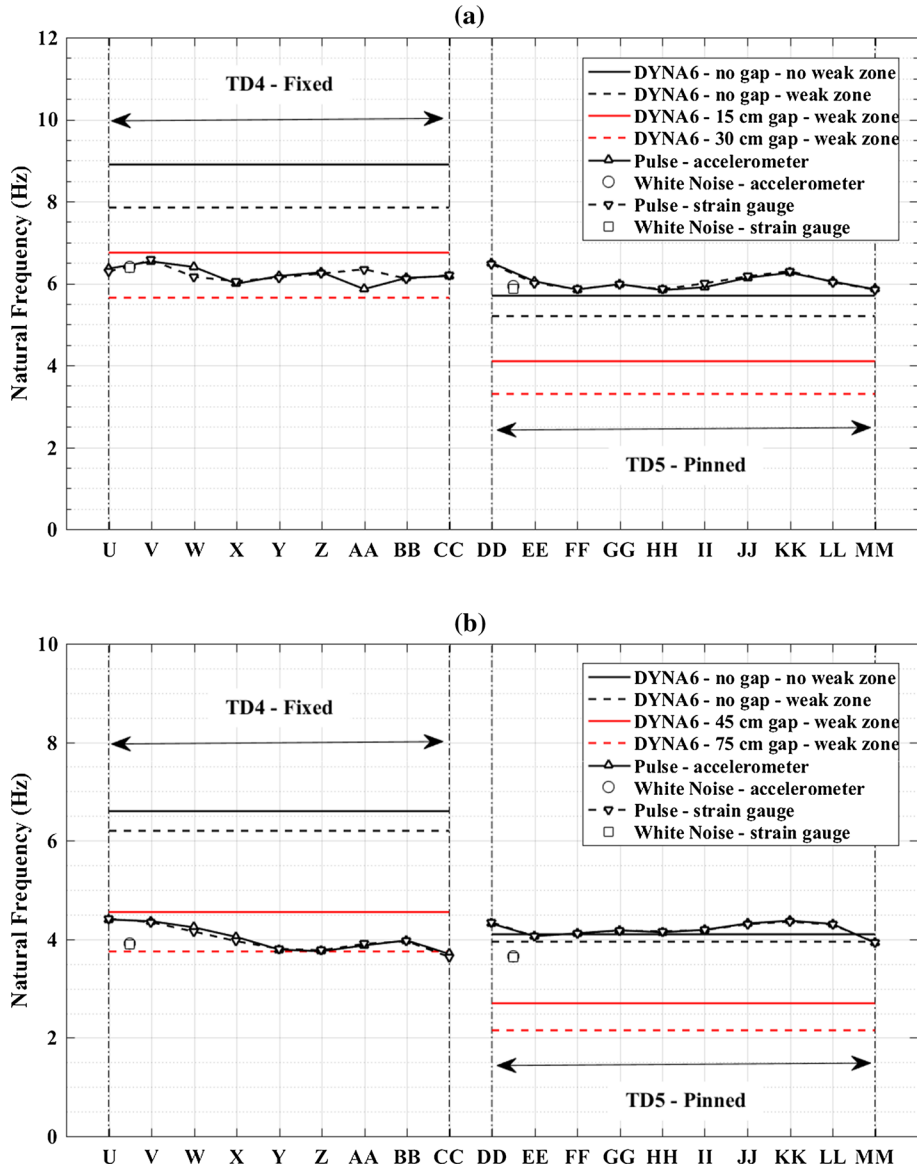 (a)
12
10
8
6
4
2
0
Natural Frequency (Hz)
TD4 - Fixed
DYNA6 - no gap - no weak zone
DYNA6 - no gap - weak zone
DYNA6 - 15 cm gap - weak zone
DYNA6 - 30 cm gap - weak zone
Pulse - accelerometer
White Noise - accelerometer
Pulse - strain gauge
White Noise - strain gauge
TD5 - Pinned
U V W X Y Z AA BB CC DD EE FF GG HH II JJ KK LL MM
(b)
10
8
6
4
2
0
Natural Frequency (Hz)
TD4 - Fixed
DYNA6 - no gap - no weak zone
DYNA6 - no gap - weak zone
DYNA6 - 45 cm gap - weak zone
DYNA6 - 75 cm gap - weak zone
Pulse - accelerometer
White Noise - accelerometer
Pulse - strain gauge
White Noise - strain gauge
TD5 - Pinned
U V W X Y Z AA BB CC DD EE FF GG HH II JJ KK LL MM